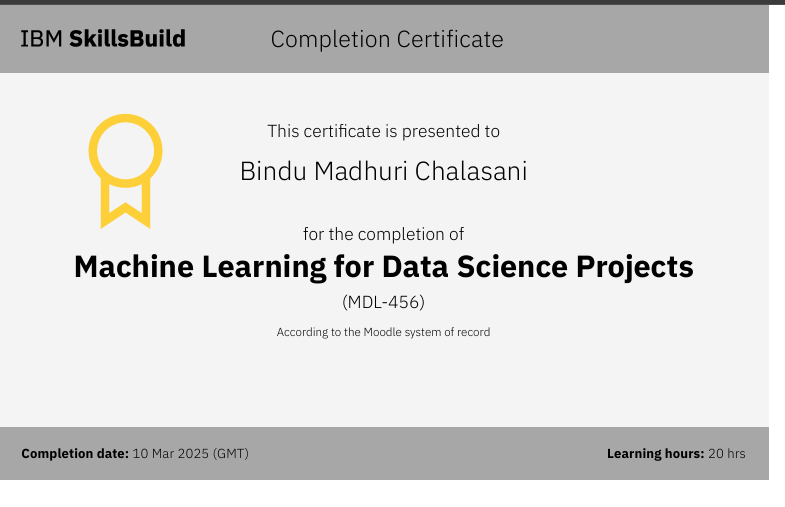 IBM SkillsBuild
Completion Certificate
This certificate is presented to
Bindu Madhuri Chalasani
for the completion of
Machine Learning for Data Science Projects
(MDL-456)
According to the Moodle system of record
Completion date: 10 Mar 2025 (GMT)
Learning hours: 20 hrs